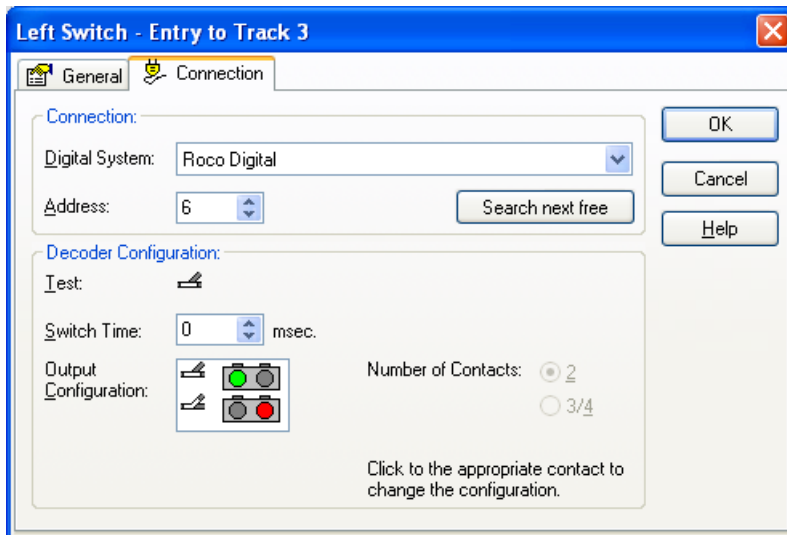 Left Switch - Entry to Track 3
General
Connection
Connection:
Digital System:
Roco Digital
Address:
6
Search next free
OK
Cancel
Help
Decoder Configuration:
Test:
Switch Time:
0
msec.
Output
Configuration:
Number of Contacts:
2
3/4
Click to the appropriate contact to
change the configuration.